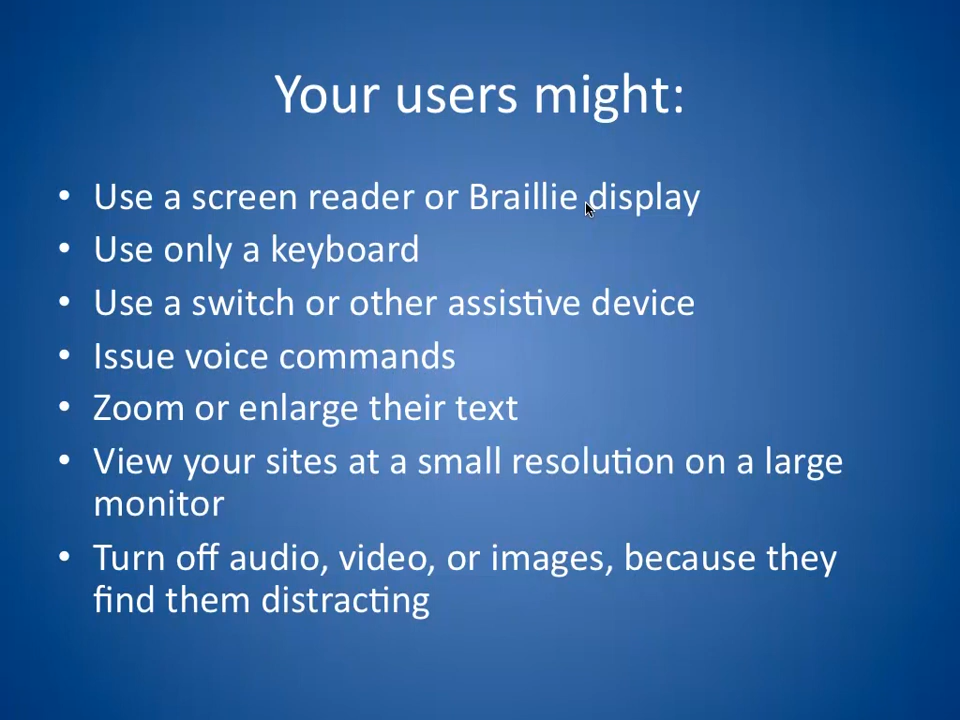 Your users might:
• Use a screen reader or Braillie display
• Use only a keyboard
• Use a switch or other assistive device
• Issue voice commands
• Zoom or enlarge their text
• View your sites at a small resolution on a large
monitor
• Turn off audio, video, or images, because they
find them distracting